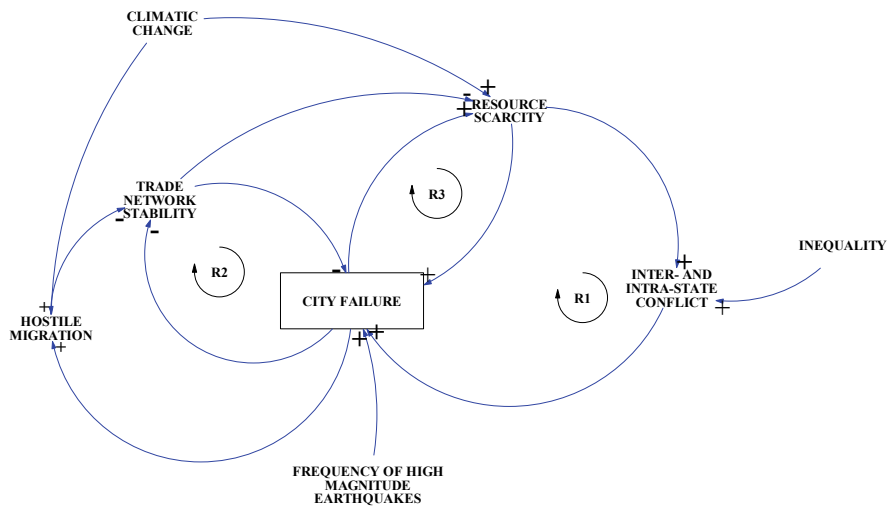 CLIMATIC
CHANGE
+
-
+
RESOURCE
SCARCITY
TRADE
NETWORK
STABILITY
-
-
R3
R2
-
+
CITY FAILURE
+
+
R1
+
INTER- AND
INTRA-STATE
CONFLICT
+
INEQUALITY
+
HOSTILE
MIGRATION
+
FREQUENCY OF HIGH
MAGNITUDE
EARTHQUAKES